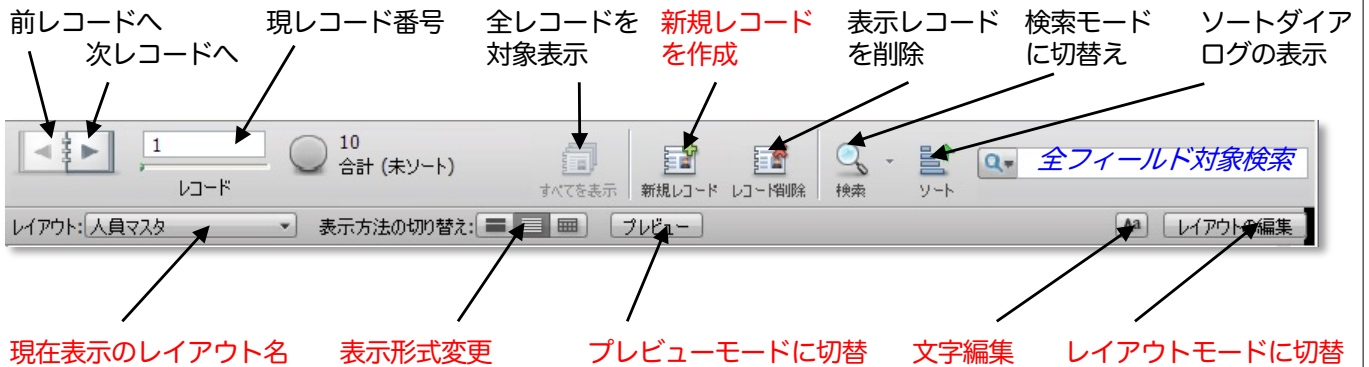 前レコードへ
次レコードへ
現レコード番号
全レコードを
対象表示
新規レコード
を作成
表示レコード
を削除
検索モード
に切替え
ソートダイア
ログの表示
1
レコード
10
合計 (未ソート)
すべてを表示
新規レコード
レコード削除
検索
ソート
全フィールド対象検索
レイアウト: 人員マスタ
表示方法の切り替え:
プレビュー
Aa
レイアウトの編集
現在表示のレイアウト名
表示形式変更
プレビューモードに切替
文字編集
レイアウトモードに切替